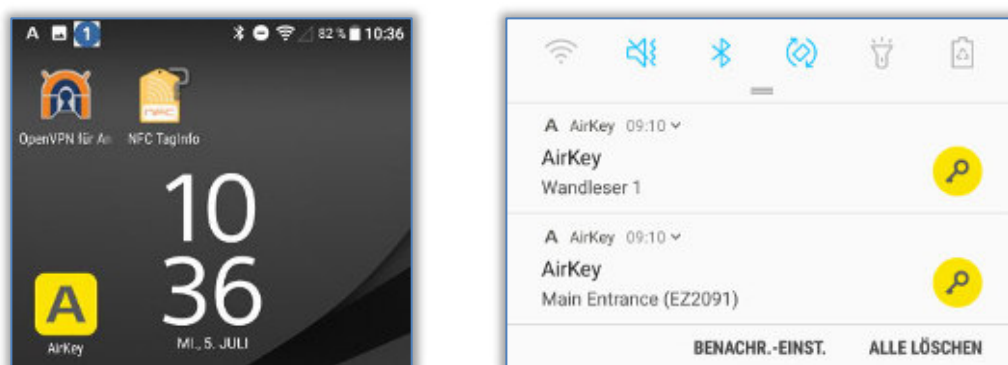 A 1 82 % 10:36
OpenVPN für An NFC TagInfo
NFC
10
36
MI., 5. JULI
A
AirKey
A AirKey 09:10
AirKey
Wandleser 1
A AirKey 09:10
AirKey
Main Entrance (EZ2091)
BENACHR.-EINST. ALLE LÖSCHEN